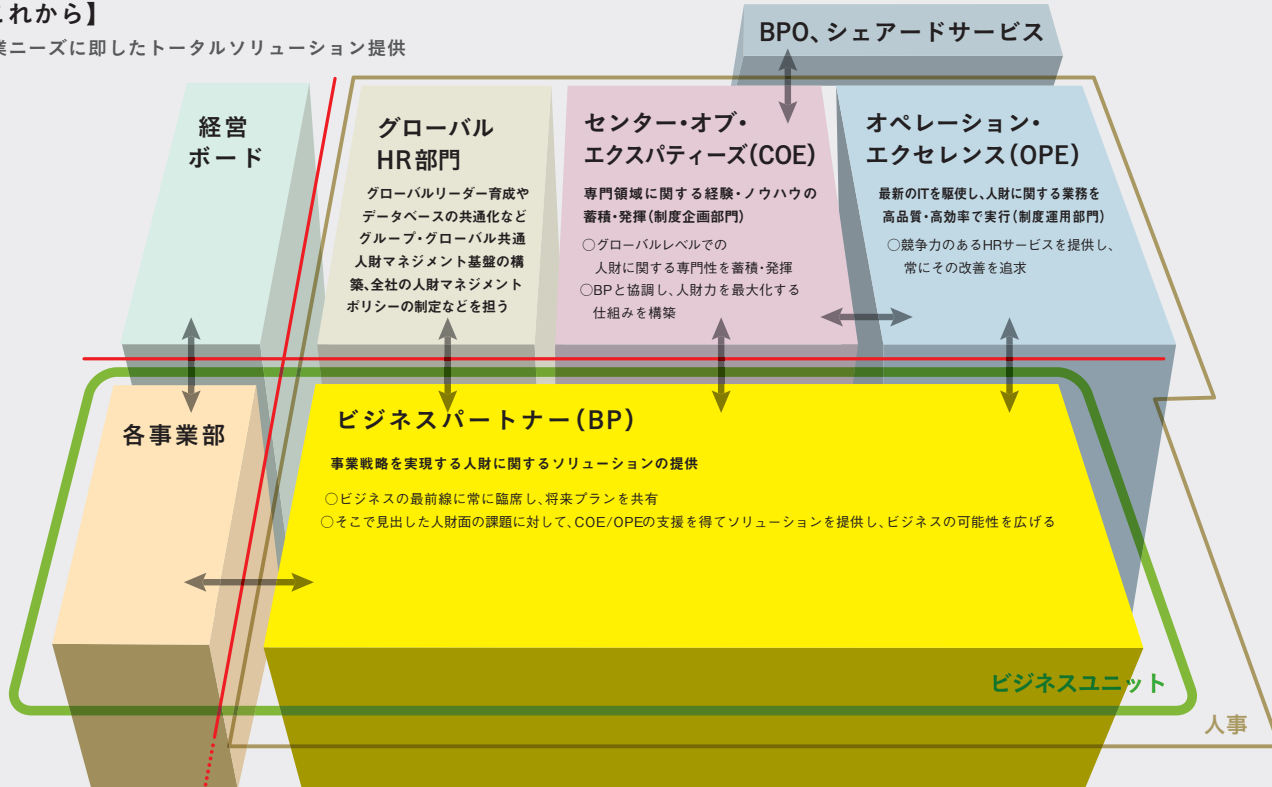 これから】
業ニーズに即したトータルソリューション提供
BPO、シェアードサービス
経営
ボード
グローバル
HR部門
グローバルリーダー育成や
データベースの共通化など
グループ・グローバル共通
人財マネジメント基盤の構
築、全社の人財マネジメント
ポリシーの制定などを担う
センター・オブ・
エクスパティーズ（COE）
専門領域に関する経験・ノウハウの
蓄積・発揮（制度企画部門）
○グローバルレベルでの
人財に関する専門性を蓄積・発揮
○BPと協調し、人財力を最大化する
仕組みを構築
オペレーション・
エクセレンス（OPE）
最新のITを駆使し、人財に関する業務を
高品質・高効率で実行（制度運用部門）
○競争力のあるHRサービスを提供し、
常にその改善を追求
各事業部
ビジネスパートナー（BP）
事業戦略を実現する人財に関するソリューションの提供
○ビジネスの最前線に常に臨席し、将来プランを共有
○そこで見出した人財面の課題に対して、COE/OPEの支援を得てソリューションを提供し、ビジネスの可能性を広げる
ビジネスユニット
人事